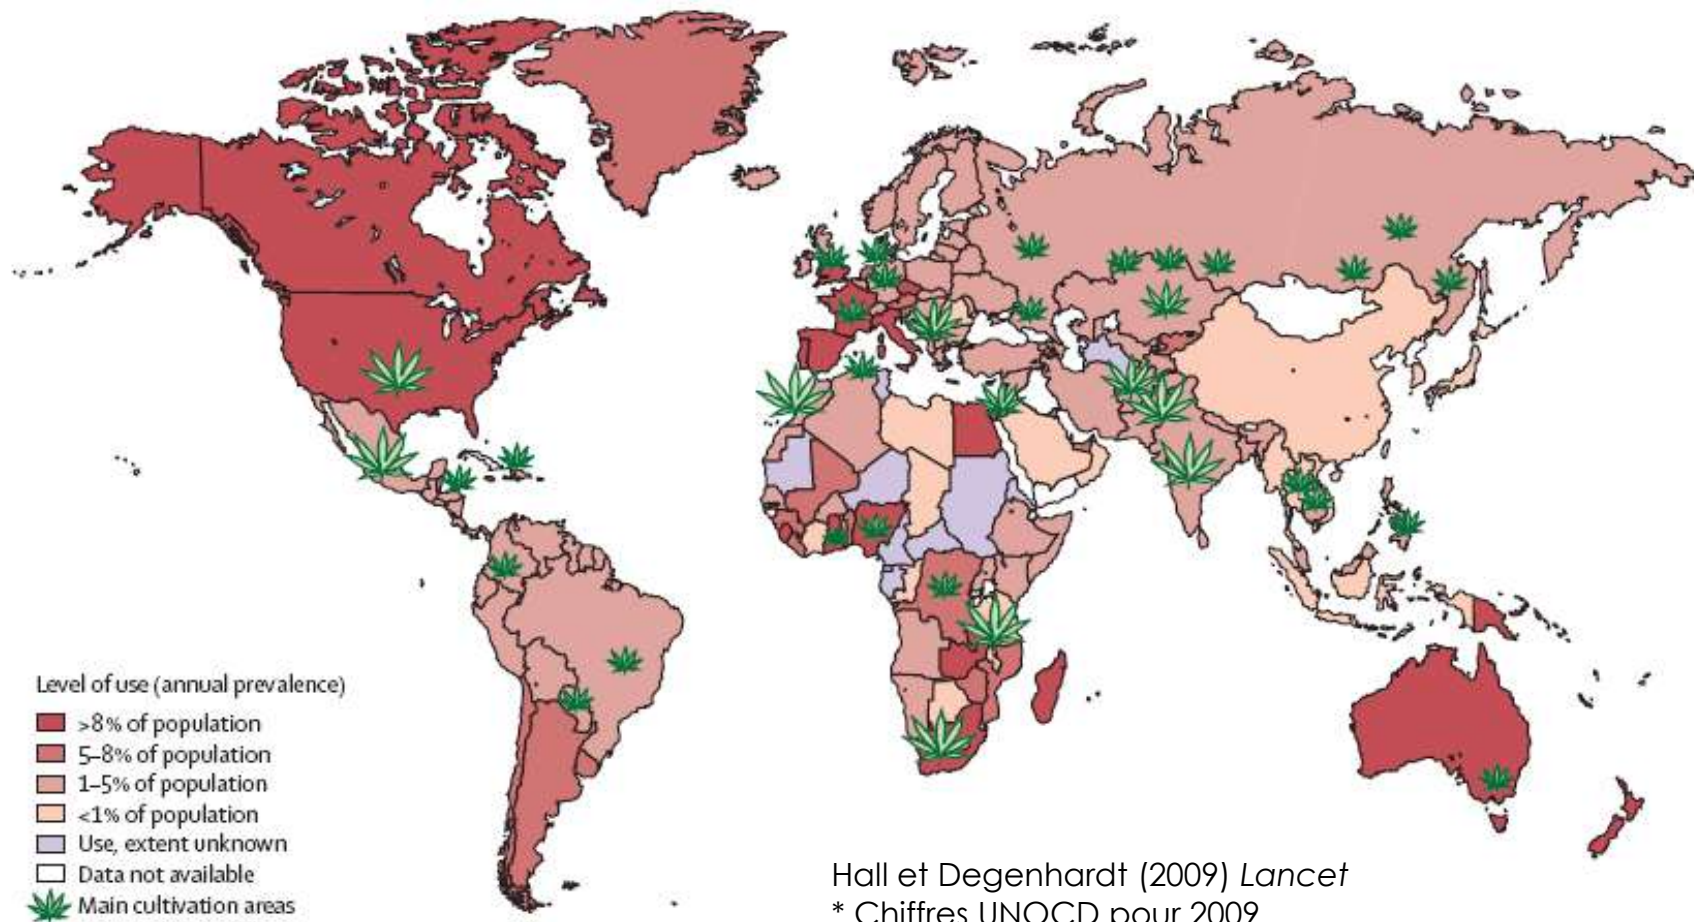 Level of use (annual prevalence)
>8% of population
5–8% of population
1–5% of population
<1% of population
Use, extent unknown
Data not available
Main cultivation areas
Hall et Degenhardt (2009) Lancet
* Chiffres UNOCD pour 2009